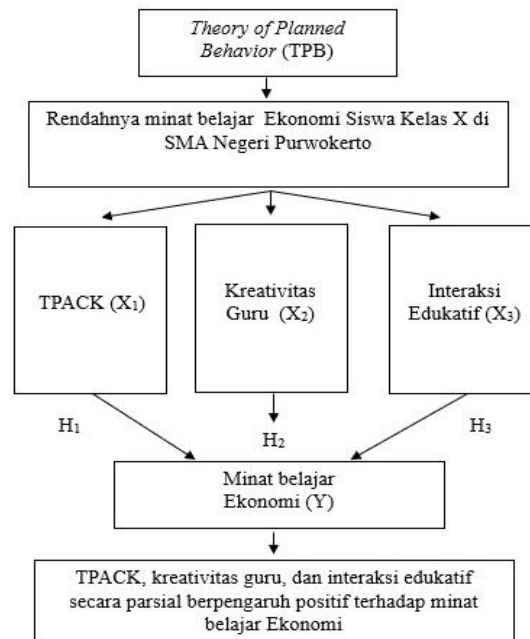 Theory of Planned
Behavior (TPB)
Rendahnya minat belajar Ekonomi Siswa Kelas X di
SMA Negeri Purwokerto
TPACK (X₁)
Kreativitas
Guru (X₂)
Interaksi
Edukatif (X₃)
H₁
H₂
H₃
Minat belajar
Ekonomi (Y)
TPACK, kreativitas guru, dan interaksi edukatif
secara parsial berpengaruh positif terhadap minat
belajar Ekonomi